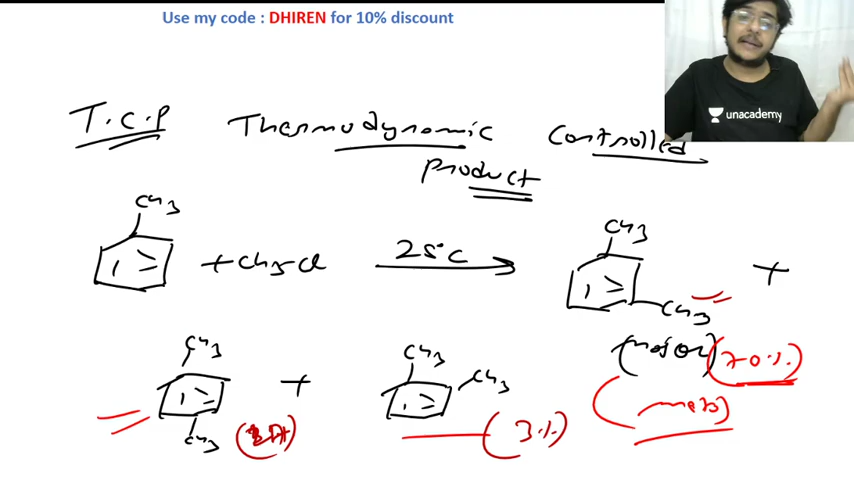 Use my code : DHIREN for 10% discount
unacademy
T.C.P Thermodynamic Controlled
product
CH3
+ CH3-Cl
25°C
CH3
CH3
+
(major) (70%)
(meta)
CH3
CH3
+
CH3
CH3
(3%)